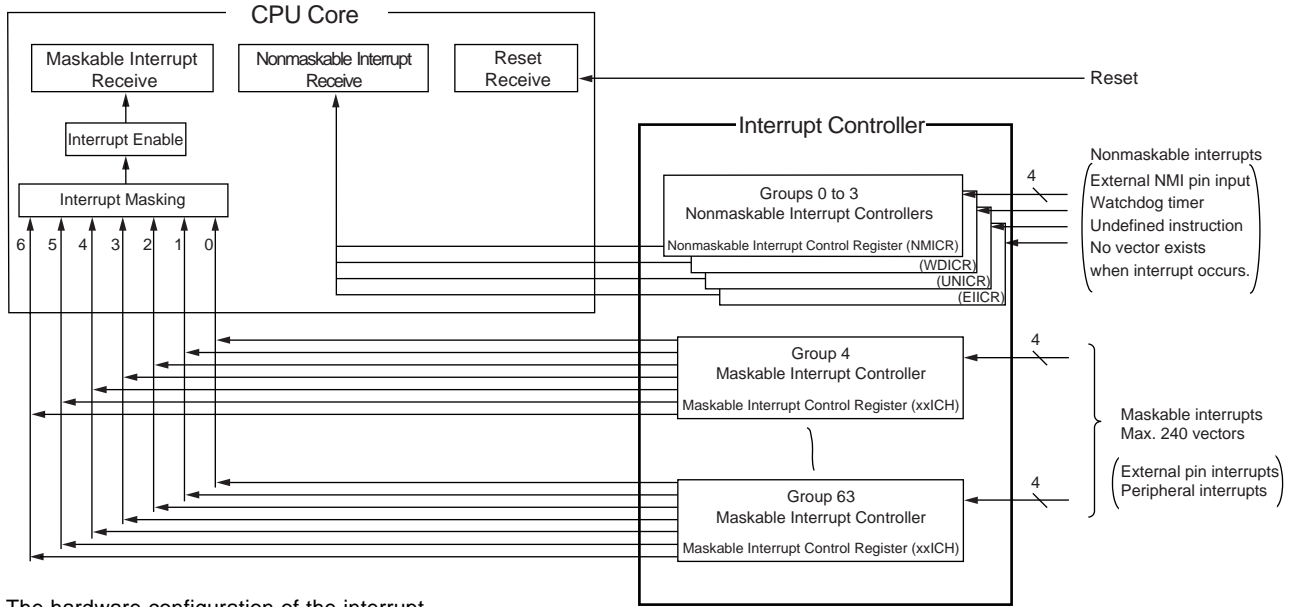 CPU Core
Maskable Interrupt
Receive
Nonmaskable Interrupt
Receive
Reset
Receive
Reset
Interrupt Enable
Interrupt Masking
6 5 4 3 2 1 0
Interrupt Controller
Groups 0 to 3
Nonmaskable Interrupt Controllers
Nonmaskable Interrupt Control Register (NMICR)
(WDICR)
(UNICR)
(EIICR)
4
Nonmaskable interrupts
External NMI pin input
Watchdog timer
Undefined instruction
No vector exists
when interrupt occurs.
Group 4
Maskable Interrupt Controller
Maskable Interrupt Control Register (xxICH)
4
Group 63
Maskable Interrupt Controller
Maskable Interrupt Control Register (xxICH)
4
Maskable interrupts
Max. 240 vectors
(External pin interrupts)
Peripheral interrupts
The hardware configuration of the interrupt